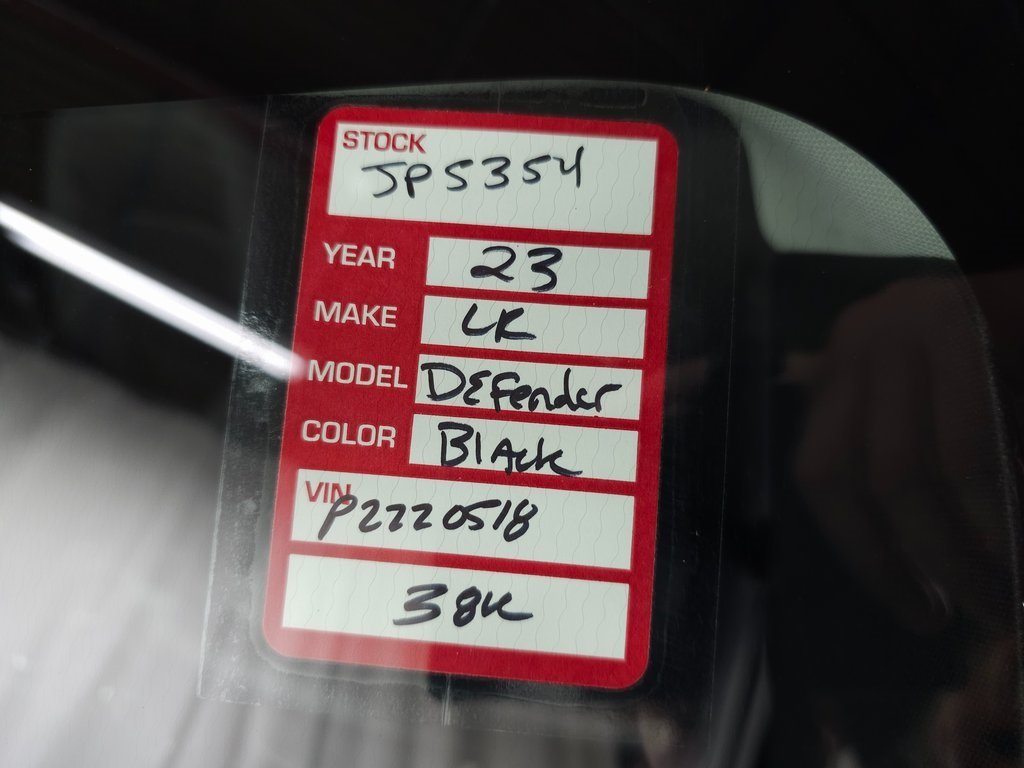 STOCK
JP5354
YEAR 23
MAKE LR
MODEL DEFender
COLOR BlAck
VIN
P2220518
38K